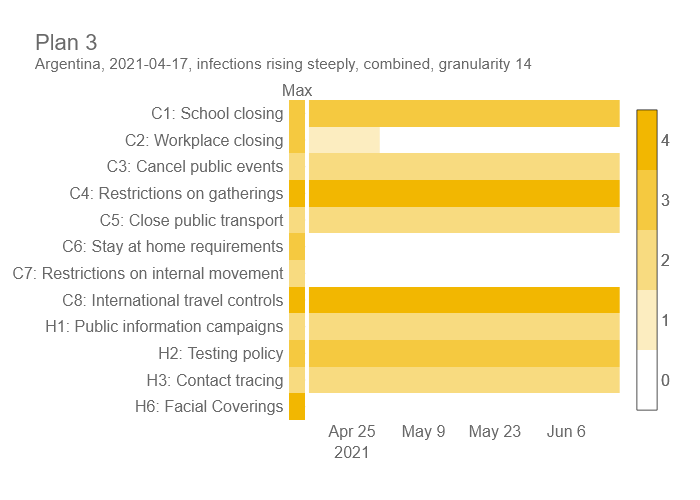 Plan 3
Argentina, 2021-04-17, infections rising steeply, combined, granularity 14
Max
C1: School closing
C2: Workplace closing
C3: Cancel public events
C4: Restrictions on gatherings
C5: Close public transport
C6: Stay at home requirements
C7: Restrictions on internal movement
C8: International travel controls
H1: Public information campaigns
H2: Testing policy
H3: Contact tracing
H6: Facial Coverings
4
3
2
1
0
Apr 25 May 9 May 23 Jun 6
2021